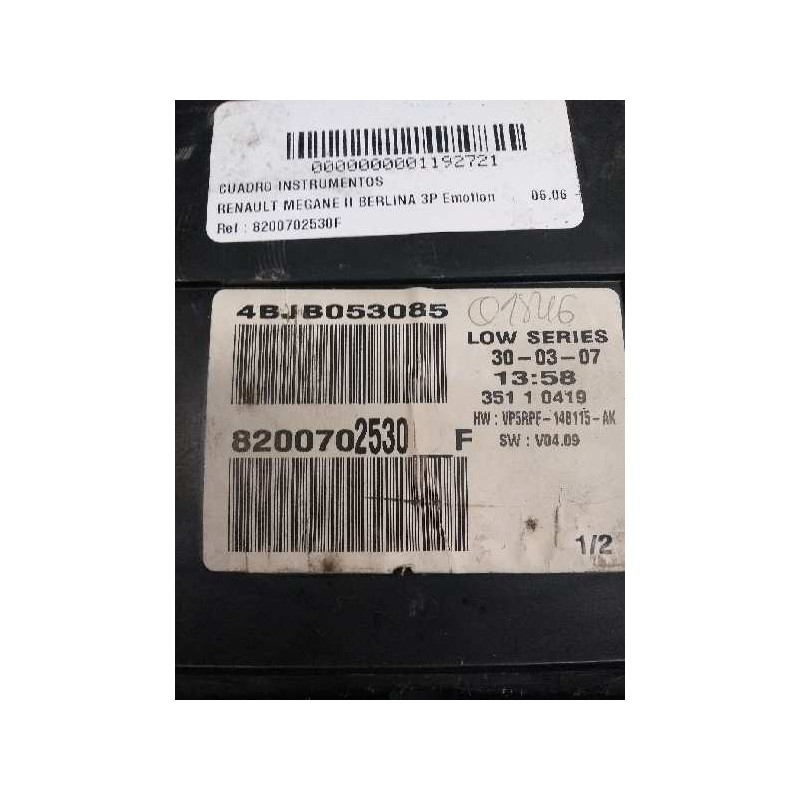 0000000001192721
CUADRO INSTRUMENTOS
RENAULT MEGANE II BERLINA 3P Emotion 06.06 -
Ref : 8200702530F
4BJB053085
01846
LOW SERIES
30-03-07
13:58
351 1 0419
HW : VP5RPF-14B115-AK
SW : V04.09
8200702530 F
1/2